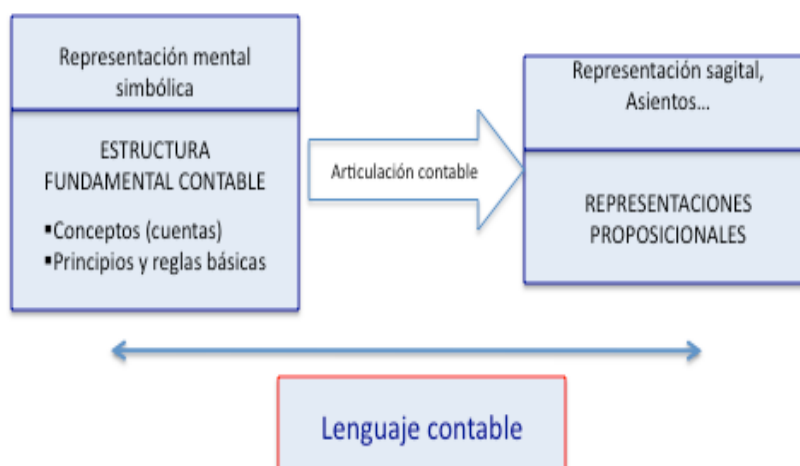 Representación mental
simbólica
ESTRUCTURA
FUNDAMENTAL CONTABLE
▪Conceptos (cuentas)
▪Principios y reglas básicas
Articulación contable
Representación sagital,
Asientos...
REPRESENTACIONES
PROPOSICIONALES
Lenguaje contable